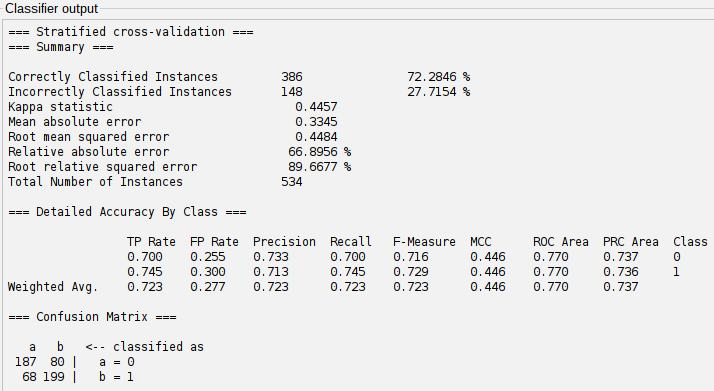 Classifier output
=== Stratified cross-validation ===
=== Summary ===
Correctly Classified Instances 386 72.2846 %
Incorrectly Classified Instances 148 27.7154 %
Kappa statistic 0.4457
Mean absolute error 0.3345
Root mean squared error 0.4484
Relative absolute error 66.8956 %
Root relative squared error 89.6677 %
Total Number of Instances 534
=== Detailed Accuracy By Class ===
TP Rate FP Rate Precision Recall F-Measure MCC ROC Area PRC Area Class
0.700 0.255 0.733 0.700 0.716 0.446 0.770 0.737 0
0.745 0.300 0.713 0.745 0.729 0.446 0.770 0.736 1
Weighted Avg. 0.723 0.277 0.723 0.723 0.723 0.446 0.770 0.737
=== Confusion Matrix ===
a b <-- classified as
187 80 | a = 0
68 199 | b = 1